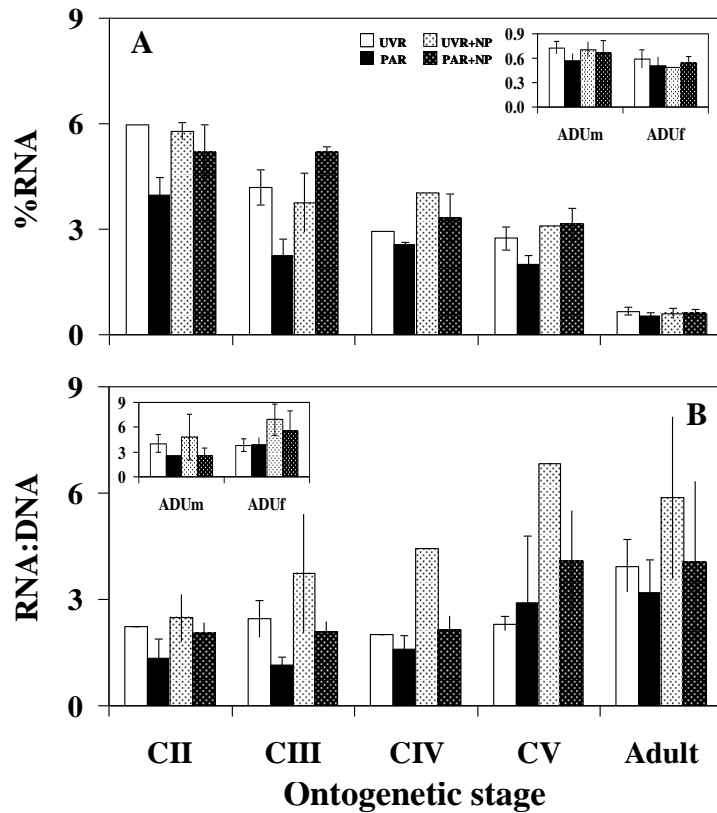 9
A
UVR
UVR+NP
PAR
PAR+NP
0.9
0.6
0.3
0.0
ADUm ADUf
6
%RNA
3
0
9
B
9
6
3
0
ADUm ADUf
6
RNA:DNA
3
0
CII CIII CIV CV Adult
Ontogenetic stage